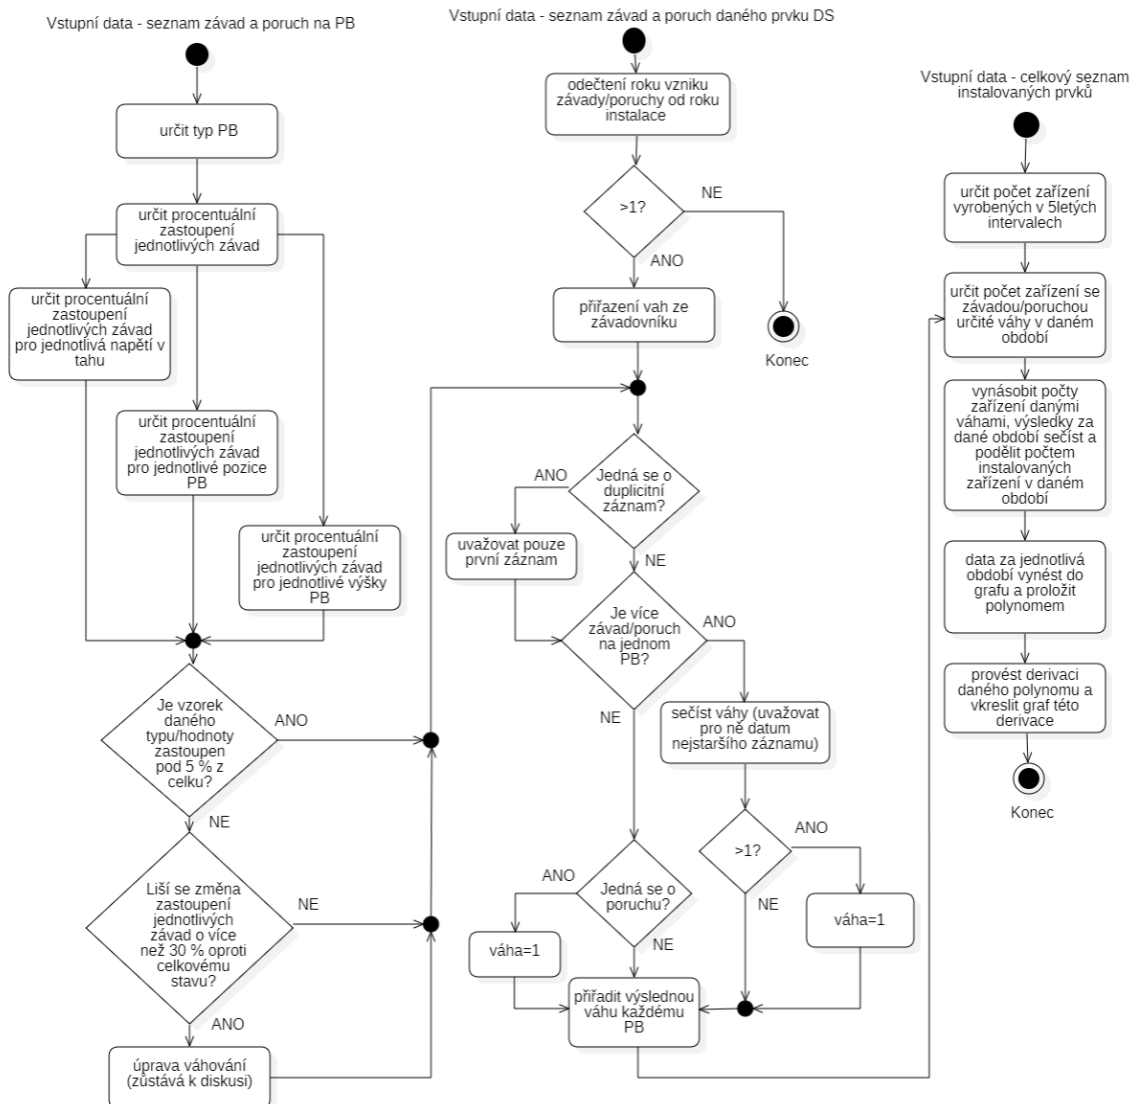 Vstupní data - seznam závad a poruch na PB
určit typ PB
určit procentuální
zastoupení
jednotlivých závad
určit procentuální
zastoupení
jednotlivých závad
pro jednotlivá napětí v
tahu
určit procentuální
zastoupení
jednotlivých závad
pro jednotlivé pozice
PB
určit procentuální
zastoupení
jednotlivých závad
pro jednotlivé výšky
PB
Je vzorek
daného
typu/hodnoty
zastoupen
pod 5 % z
celku?
ANO
NE
Liší se změna
zastoupení
jednotlivých
závad o více
než 30 % oproti
celkovému
stavu?
NE
ANO
úprava váhování
(zůstává k diskusi)
Vstupní data - seznam závad a poruch daného prvku DS
odečtení roku vzniku
závady/poruchy od roku
instalace
>1?
NE
ANO
Konec
přiřazení vah ze
závadovníku
Jedná se o
duplicitní
záznam?
ANO
NE
uvažovat pouze
první záznam
Je více
závad/poruch
na jednom
PB?
ANO
NE
sečíst váhy (uvažovat
pro ně datum
nejstaršího záznamu)
>1?
ANO
NE
váha=1
Jedná se o
poruchu?
ANO
NE
váha=1
přiřadit výslednou
váhu každému
PB
Vstupní data - celkový seznam
instalovaných prvků
určit počet zařízení
vyrobených v 5letých
intervalech
určit počet zařízení se
závadou/poruchou
určité váhy v daném
období
vynásobit počty
zařízení danými
váhami, výsledky za
dané období sečíst a
podělit počtem
instalovaných
zařízení v daném
období
data za jednotlivá
období vynést do
grafu a proložit
polynomem
provést derivaci
daného polynomu a
vkreslit graf této
derivace
Konec